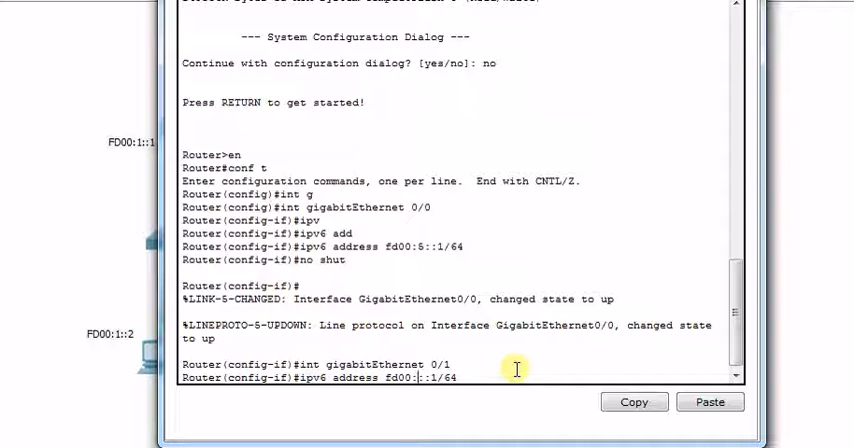 --- System Configuration Dialog ---
Continue with configuration dialog? [yes/no]: no
Press RETURN to get started!
FD00:1::1
Router>en
Router#conf t
Enter configuration commands, one per line.  End with CNTL/Z.
Router(config)#int g
Router(config)#int gigabitEthernet 0/0
Router(config-if)#ipv
Router(config-if)#ipv6 add
Router(config-if)#ipv6 address fd00:5::1/64
Router(config-if)#no shut
Router(config-if)#
%LINK-5-CHANGED: Interface GigabitEthernet0/0, changed state to up
%LINEPROTO-5-UPDOWN: Line protocol on Interface GigabitEthernet0/0, changed state
to up
FD00:1::2
Router(config-if)#int gigabitEthernet 0/1
Router(config-if)#ipv6 address fd00:::1/64
Copy
Paste